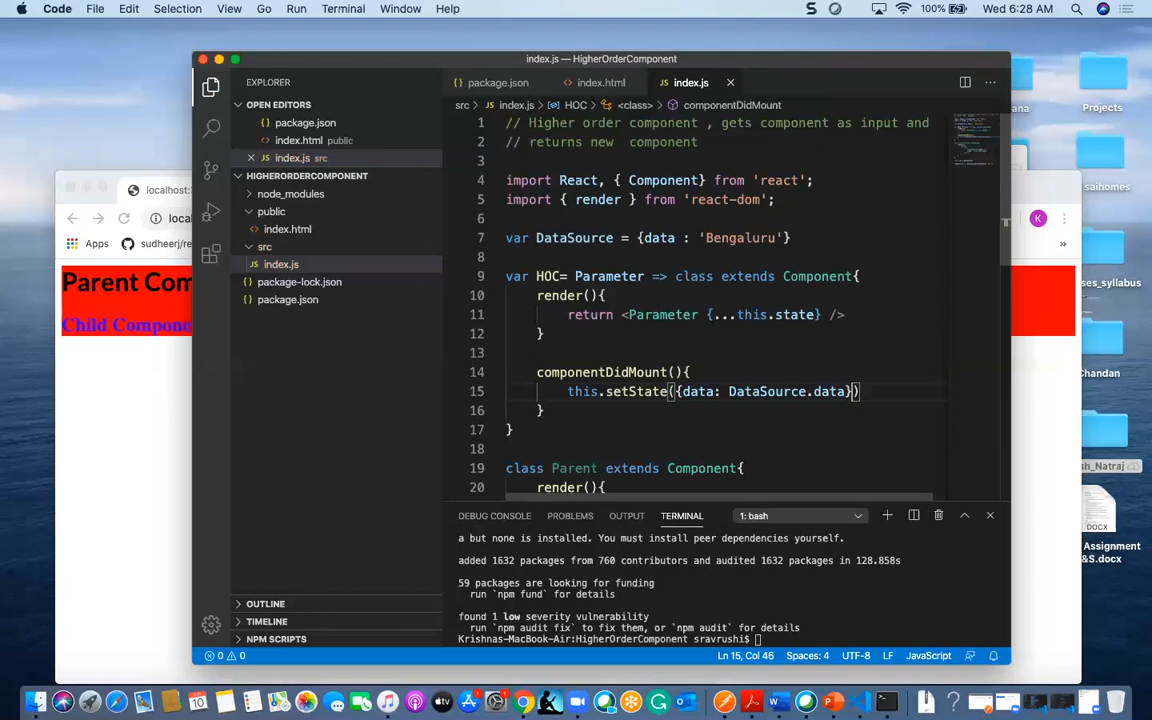 Code File Edit Selection View Go Run Terminal Window Help
100% Wed 6:28 AM
index.js — HigherOrderComponent
EXPLORER
package.json
index.html
index.js
OPEN EDITORS
src > index.js > HOC > <class> > componentDidMount
package.json
index.html public
index.js src
HIGHERORDERCOMPONENT
node_modules
public
index.html
src
index.js
package-lock.json
package.json
OUTLINE
TIMELINE
NPM SCRIPTS
1 // Higher order component , gets component as input and
2 // returns new  component
3
4 import React, { Component} from 'react';
5 import { render } from 'react-dom';
6
7 var DataSource = {data : 'Bengaluru'}
8
9 var HOC= Parameter => class extends Component{
10 render(){
11 return <Parameter {...this.state} />
12 }
13
14 componentDidMount(){
15 this.setState({data: DataSource.data})
16 }
17 }
18
19 class Parent extends Component{
20 render(){
DEBUG CONSOLE PROBLEMS OUTPUT TERMINAL 1: bash
a but none is installed. You must install peer dependencies yourself.
added 1632 packages from 760 contributors and audited 1632 packages in 128.858s
59 packages are looking for funding
run `npm fund` for details
found 1 low severity vulnerability
run `npm audit fix` to fix them, or `npm audit` for details
Krishnas-MacBook-Air:HigherOrderComponent sravrushi$
0 0
Ln 15, Col 46 Spaces: 4 UTF-8 LF JavaScript
localhost:
Apps
sudheerj/re
K
Parent Com
Child Compone
Projects
saihomes
ses_syllabus
Chandan
sh_Natraj
DOCX
Assignment
&S.docx